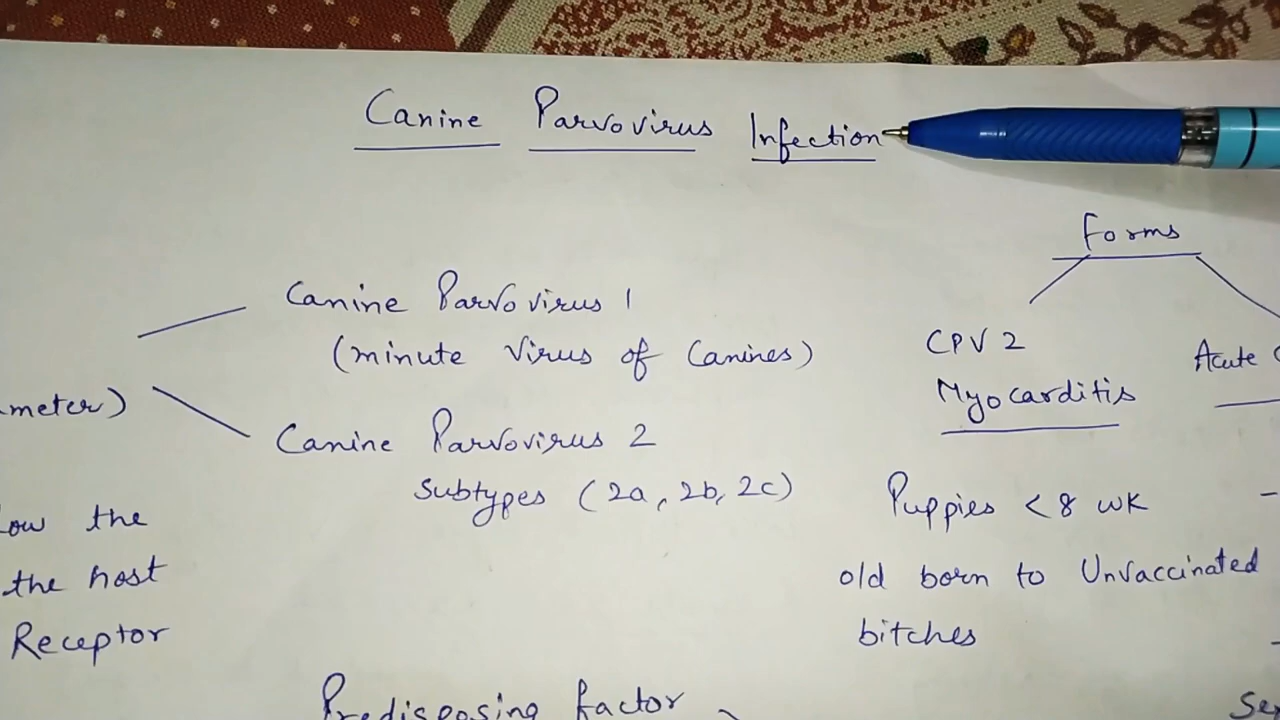 Canine Parvovirus Infection
Forms
Canine Parvovirus 1
(minute virus of Canines)
CPV 2
Myocarditis
Acute
meter)
Canine Parvovirus 2
Subtypes (2a, 2b, 2c)
Puppies < 8 wk
old born to Unvaccinated
bitches
the
the host
Receptor
Predisposing factor